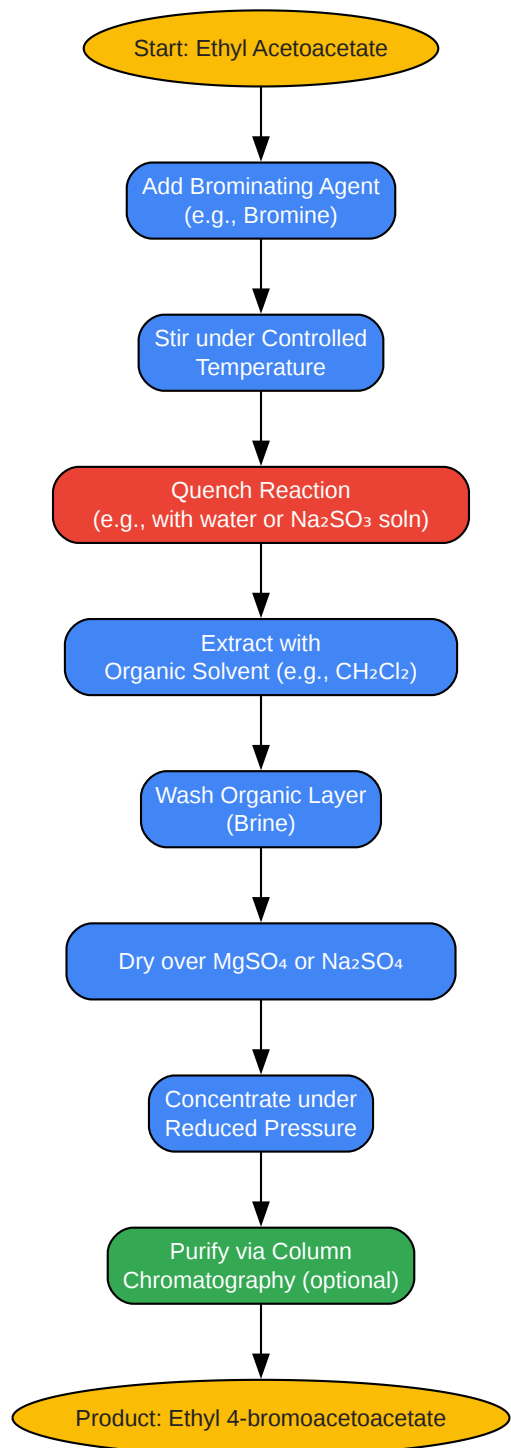 Start: Ethyl Acetoacetate
Add Brominating Agent
(e.g., Bromine)
Stir under Controlled
Temperature
Quench Reaction
(e.g., with water or Na₂SO₃ soln)
Extract with
Organic Solvent (e.g., CH₂Cl₂)
Wash Organic Layer
(Brine)
Dry over MgSO₄ or Na₂SO₄
Concentrate under
Reduced Pressure
Purify via Column
Chromatography (optional)
Product: Ethyl 4-bromoacetoacetate